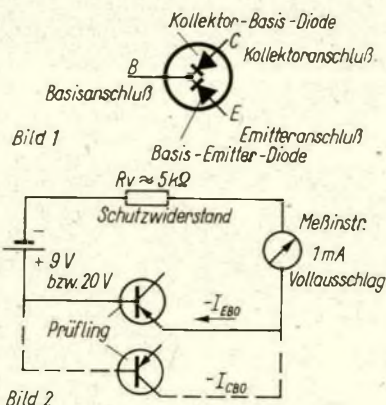 Kollektor-Basis-Diode
C
Kollektoranschluß
B
Basisanschluß
E
Emitteranschluß
Bild 1
Basis-Emitter-Diode
Rv ≈ 5kΩ
Schutzwiderstand
Meßinstr.
1mA
Vollausschlag
−
+ 9V
bzw. 20V
-I_EBO
Prüfling
-I_CBO
Bild 2